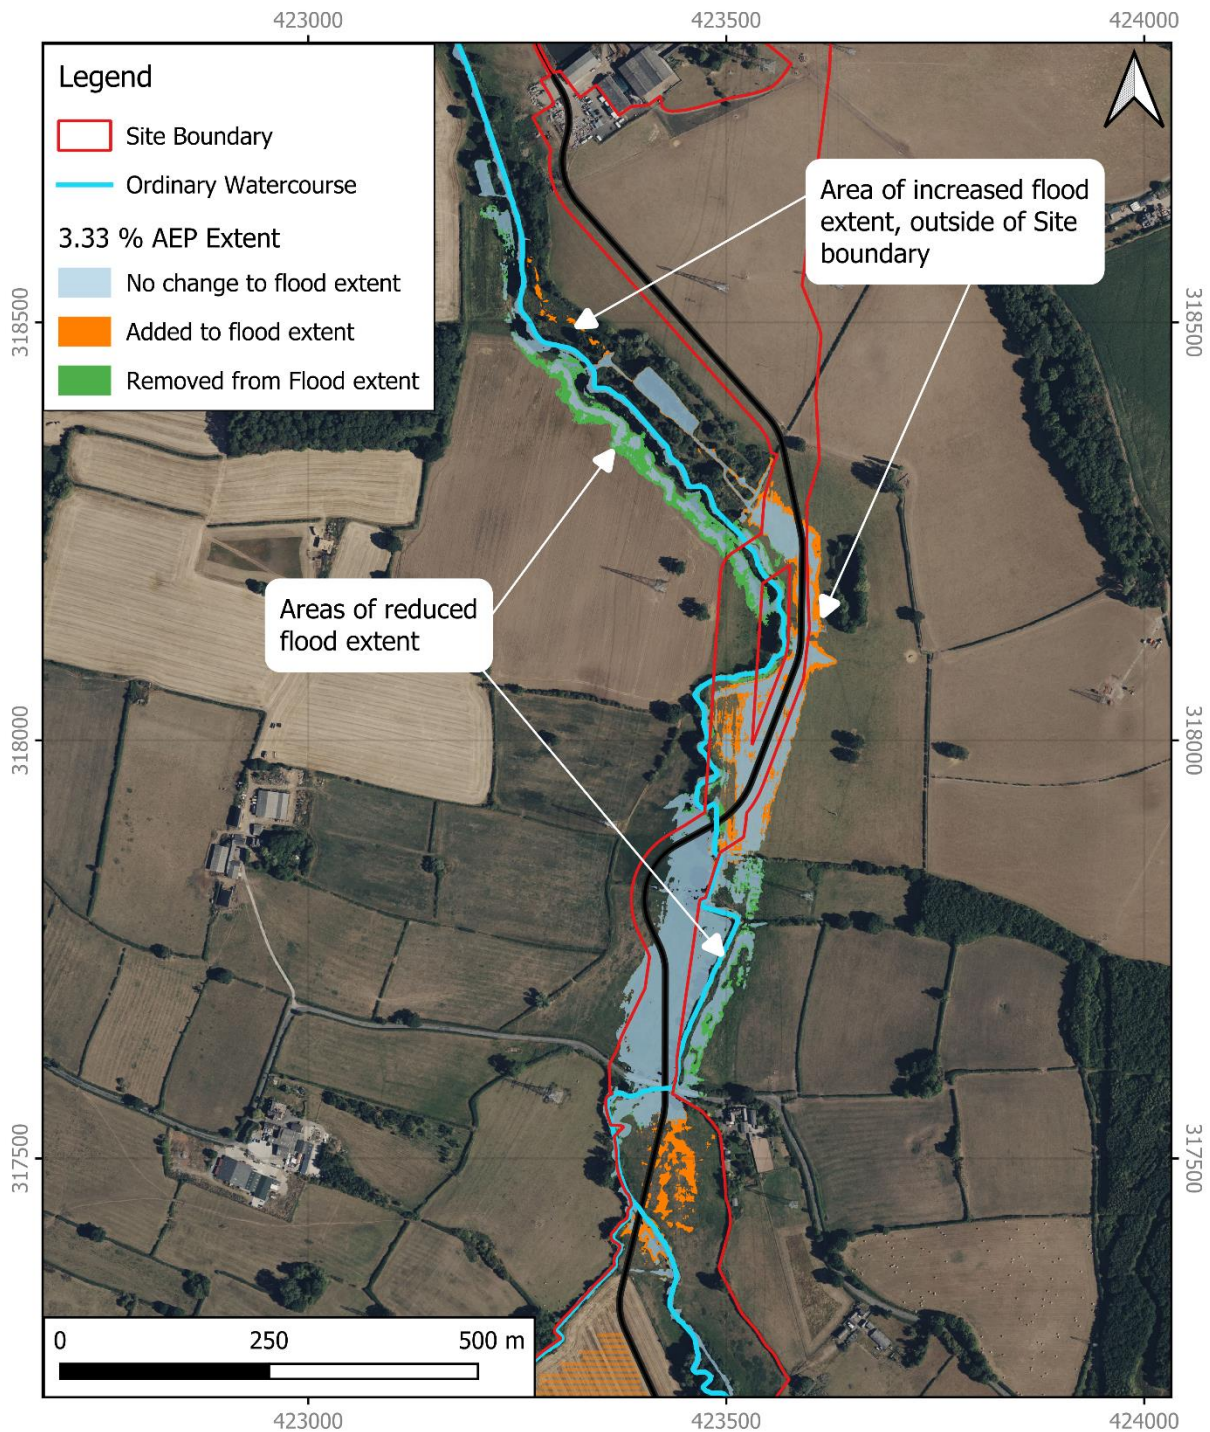 423000 423500 424000
Legend
Site Boundary
Ordinary Watercourse
3.33 % AEP Extent
No change to flood extent
Added to flood extent
Removed from Flood extent
Area of increased flood
extent, outside of Site
boundary
318500 318500
Areas of reduced
flood extent
318000 318000
317500 317500
0 250 500 m
423000 423500 424000